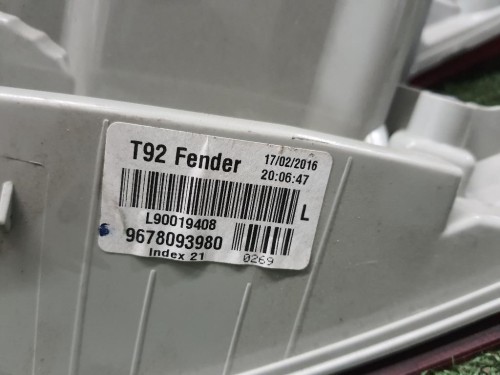 T92 Fender 17/02/2016
20:06:47
L
L90019408
9678093980
Index 21 0269